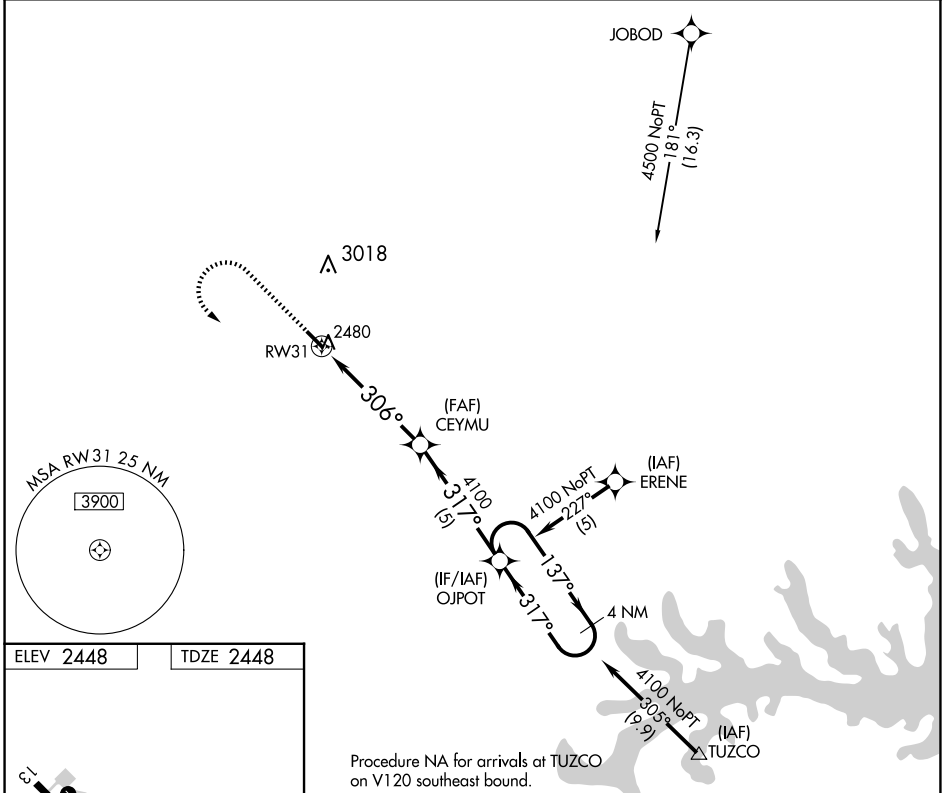 JOBOD
4500 NoPT
181°
(16.3)
3018
2480
RW31
306°
(FAF)
CEYMU
MSA RW31 25 NM
3900
4100
317°
(5)
(IAF)
ERENE
4100 NoPT
227°
(5)
137°
(IF/IAF)
OJPOT
317°
4 NM
4100 NoPT
305°
(9.9)
(IAF)
TUZCO
ELEV 2448
TDZE 2448
Procedure NA for arrivals at TUZCO
on V120 southeast bound.
13